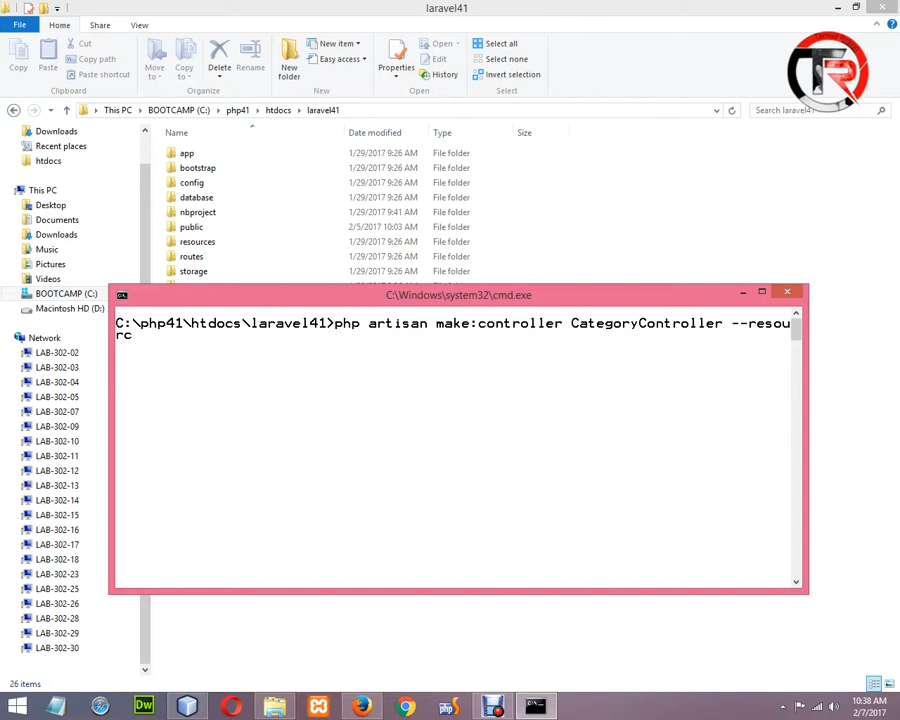 laravel41
File
Home
Share
View
Copy
Paste
Cut
Copy path
Paste shortcut
Clipboard
Move to
Copy to
Delete
Rename
Organize
New folder
New item
Easy access
New
Properties
Open
Edit
History
Open
Select all
Select none
Invert selection
Select
TR
This PC
BOOTCAMP (C:)
php41
htdocs
laravel41
Search laravel41
Name
Date modified
Type
Size
Downloads
Recent places
htdocs
This PC
Desktop
Documents
Downloads
Music
Pictures
Videos
BOOTCAMP (C:)
Macintosh HD (D:)
Network
LAB-302-02
LAB-302-03
LAB-302-04
LAB-302-05
LAB-302-07
LAB-302-09
LAB-302-10
LAB-302-11
LAB-302-12
LAB-302-13
LAB-302-14
LAB-302-15
LAB-302-16
LAB-302-17
LAB-302-18
LAB-302-23
LAB-302-25
LAB-302-26
LAB-302-28
LAB-302-29
LAB-302-30
app 1/29/2017 9:26 AM File folder
bootstrap 1/29/2017 9:26 AM File folder
config 1/29/2017 9:26 AM File folder
database 1/29/2017 9:26 AM File folder
nbproject 1/29/2017 9:41 AM File folder
public 2/5/2017 10:03 AM File folder
resources 1/29/2017 9:26 AM File folder
routes 1/29/2017 9:26 AM File folder
storage 1/29/2017 9:26 AM File folder
C:\Windows\system32\cmd.exe
C:\php41\htdocs\laravel41>php artisan make:controller CategoryController --resou
rc
26 items
Dw
10:38 AM
2/7/2017